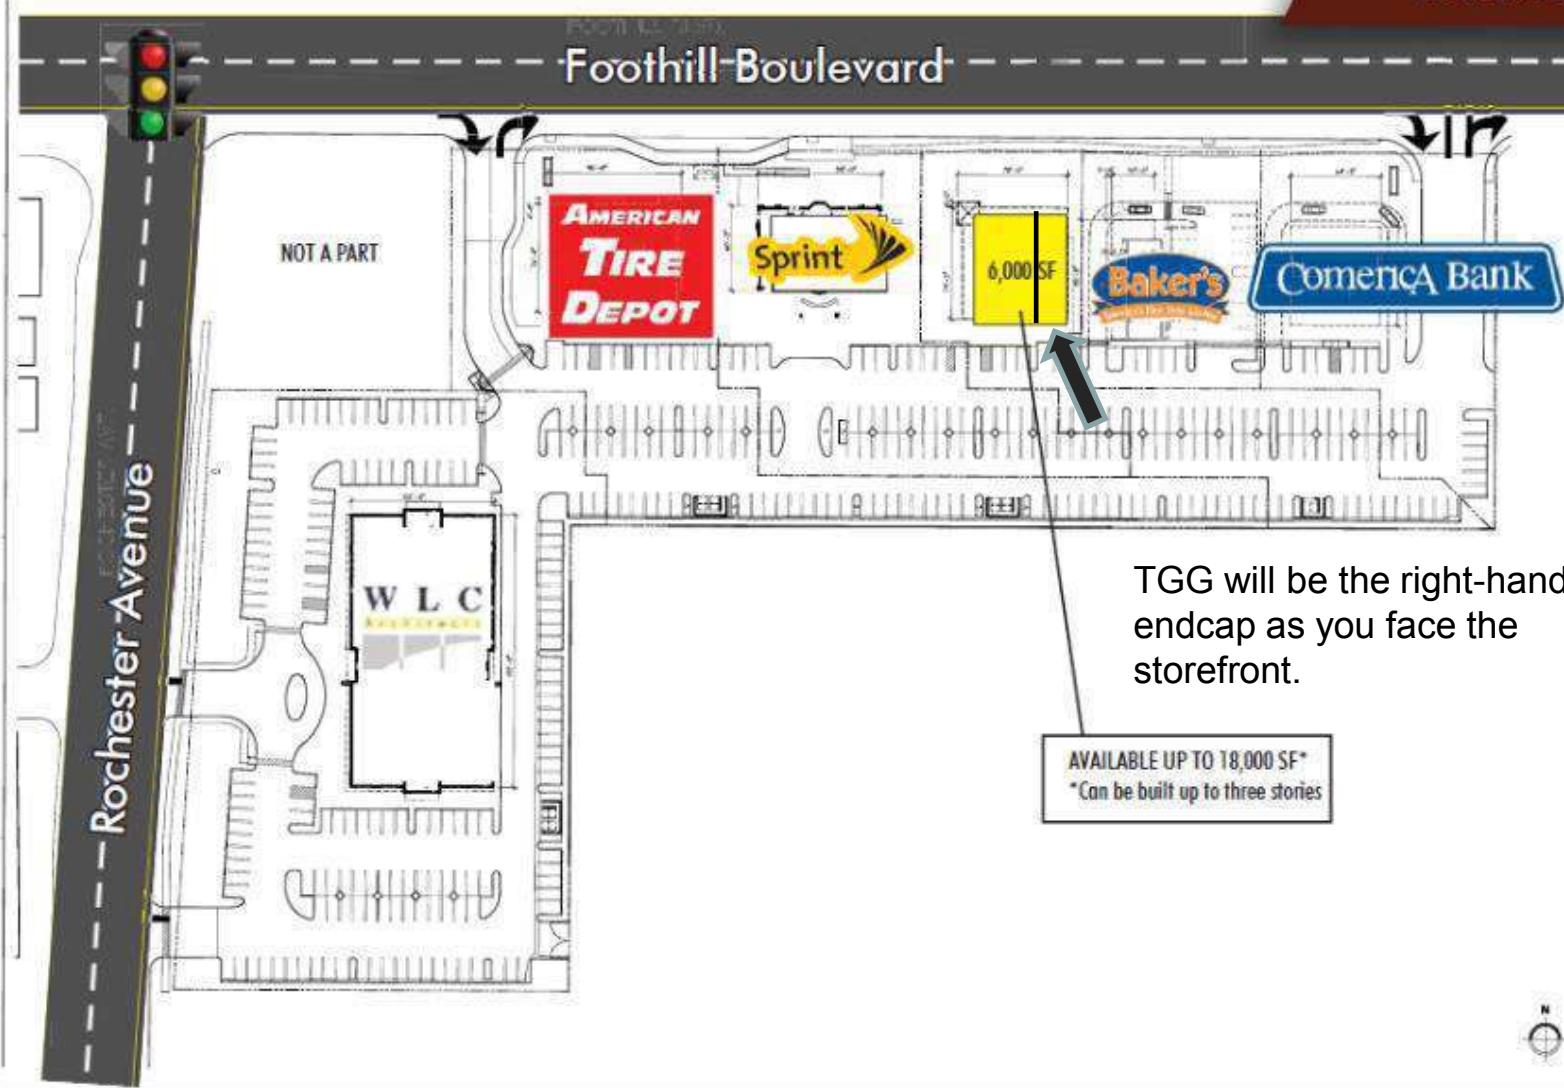 Foothill Boulevard
NOT A PART
AMERICAN
TIRE
DEPOT
Sprint
6,000 SF
Baker's
ComericA Bank
Rochester Avenue
W L C
Architects
TGG will be the right-hand
endcap as you face the
storefront.
AVAILABLE UP TO 18,000 SF*
*Can be built up to three stories
N